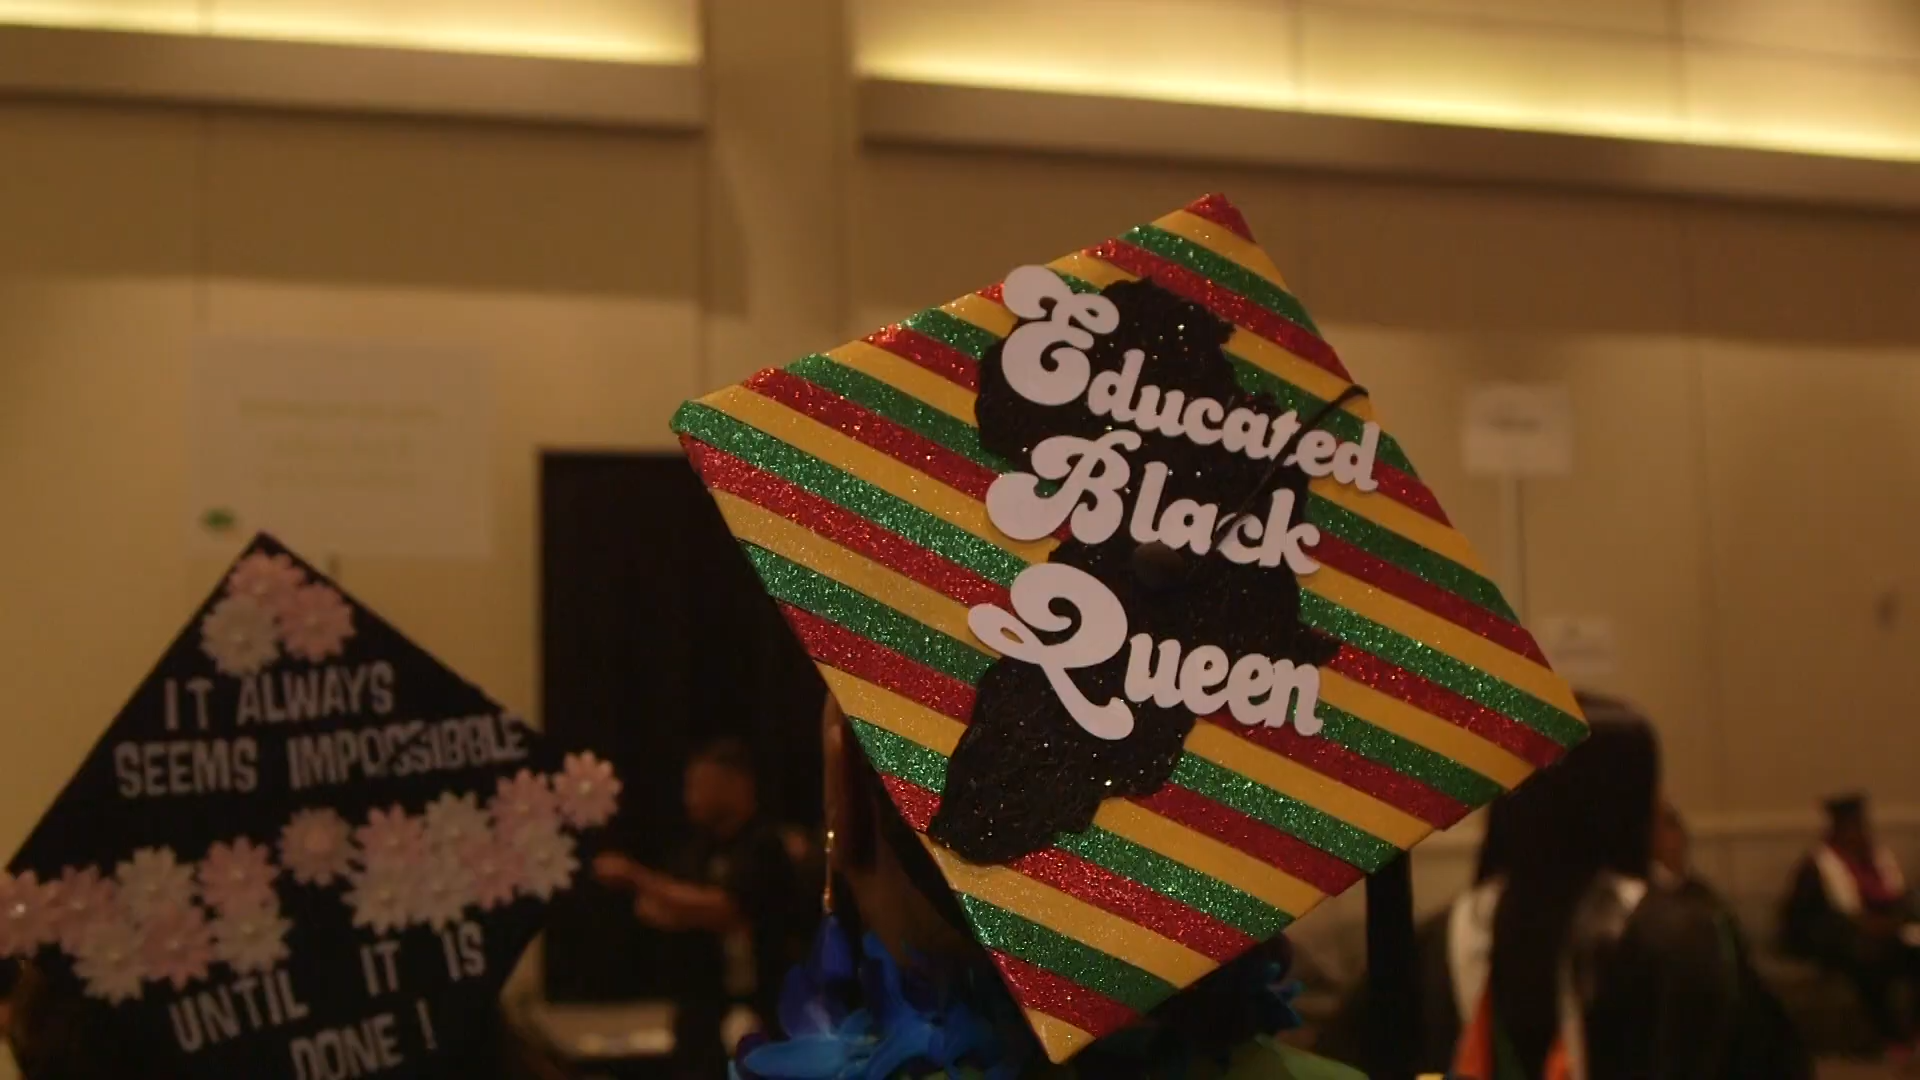 IT ALWAYS
SEEMS IMPOSSIBBLE
UNTIL IT IS
DONE!
Educated
Black
Queen